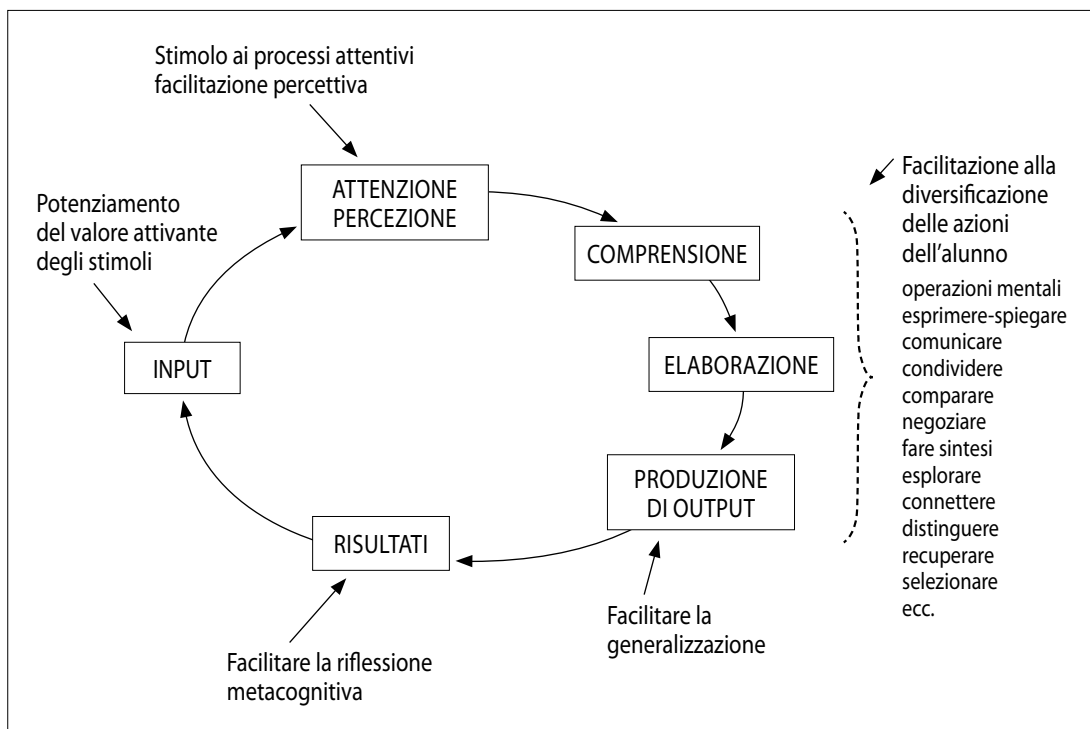 Stimolo ai processi attentivi
facilitazione percettiva
ATTENZIONE
PERCEZIONE
Potenziamento
del valore attivante
degli stimoli
COMPRENSIONE
INPUT
ELABORAZIONE
PRODUZIONE
DI OUTPUT
RISULTATI
Facilitare la
generalizzazione
Facilitare la riflessione
metacognitiva
Facilitazione alla
diversificazione
delle azioni
dell’alunno
operazioni mentali
esprimere-spiegare
comunicare
condividere
comparare
negoziare
fare sintesi
esplorare
connettere
distinguere
recuperare
selezionare
ecc.